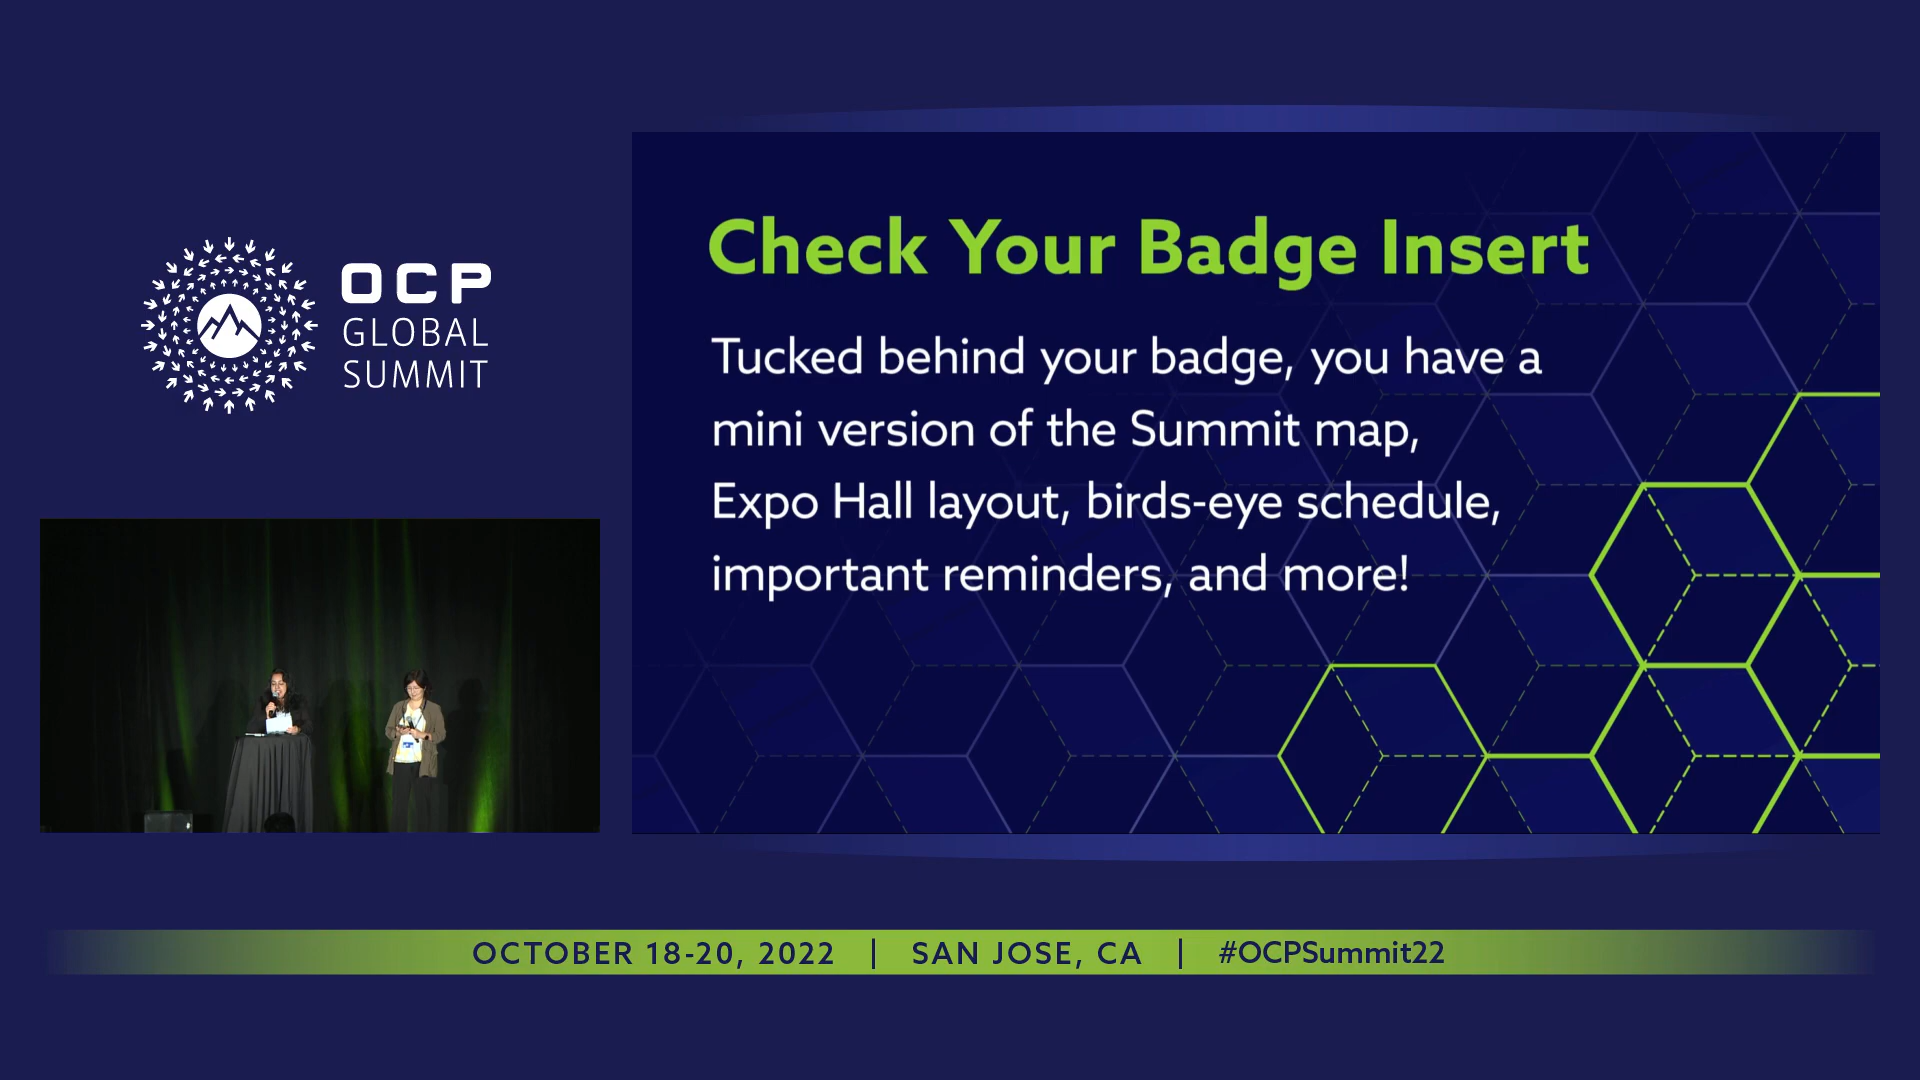 OCP
GLOBAL
SUMMIT
Check Your Badge Insert
Tucked behind your badge, you have a
mini version of the Summit map,
Expo Hall layout, birds-eye schedule,
important reminders, and more!
OCTOBER 18-20, 2022 | SAN JOSE, CA | #OCPSummit22